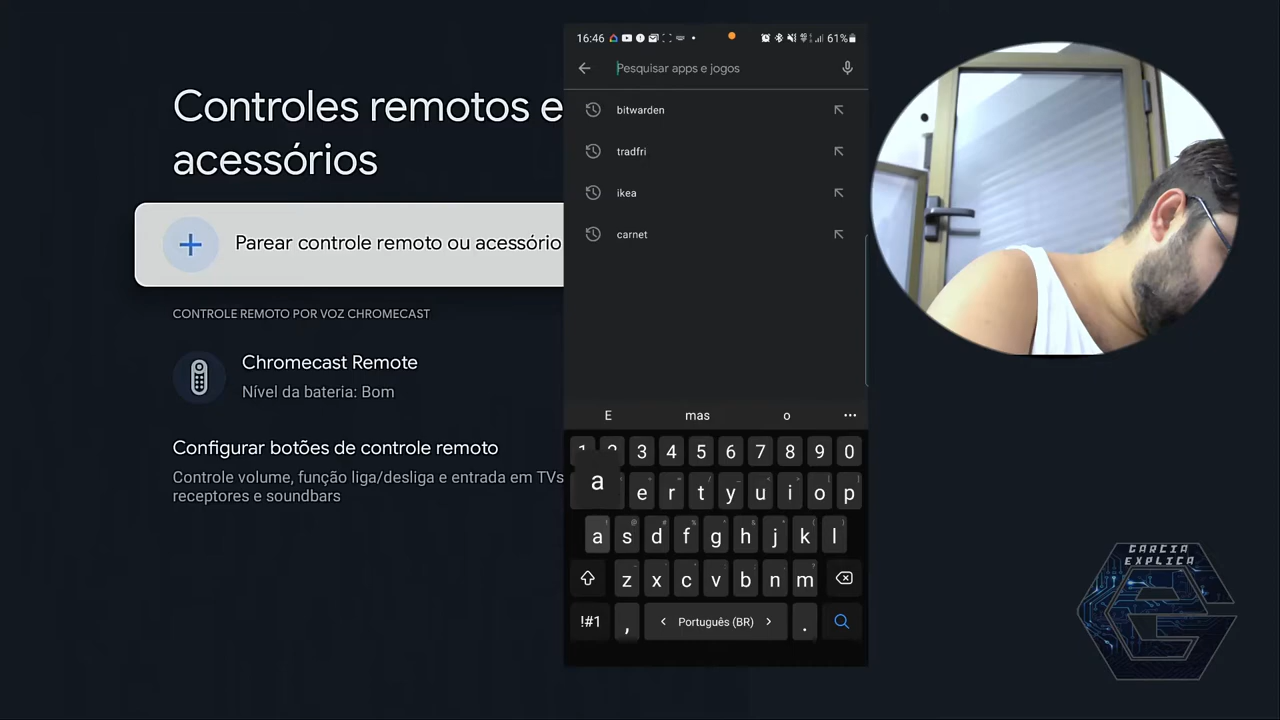 Controles remotos e
acessórios
Parear controle remoto ou acessório
CONTROLE REMOTO POR VOZ CHROMECAST
Chromecast Remote
Nível da bateria: Bom
Configurar botões de controle remoto
Controle volume, função liga/desliga e entrada em TVs
receptores e soundbars
16:46
61%
Pesquisar apps e jogos
bitwarden
tradfri
ikea
carnet
E mas o
1 2 3 4 5 6 7 8 9 0
a e r t y u i o p
a s d f g h j k l
z x c v b n m
!#1 , < Português (BR) > .
GARCIA
EXPLICA